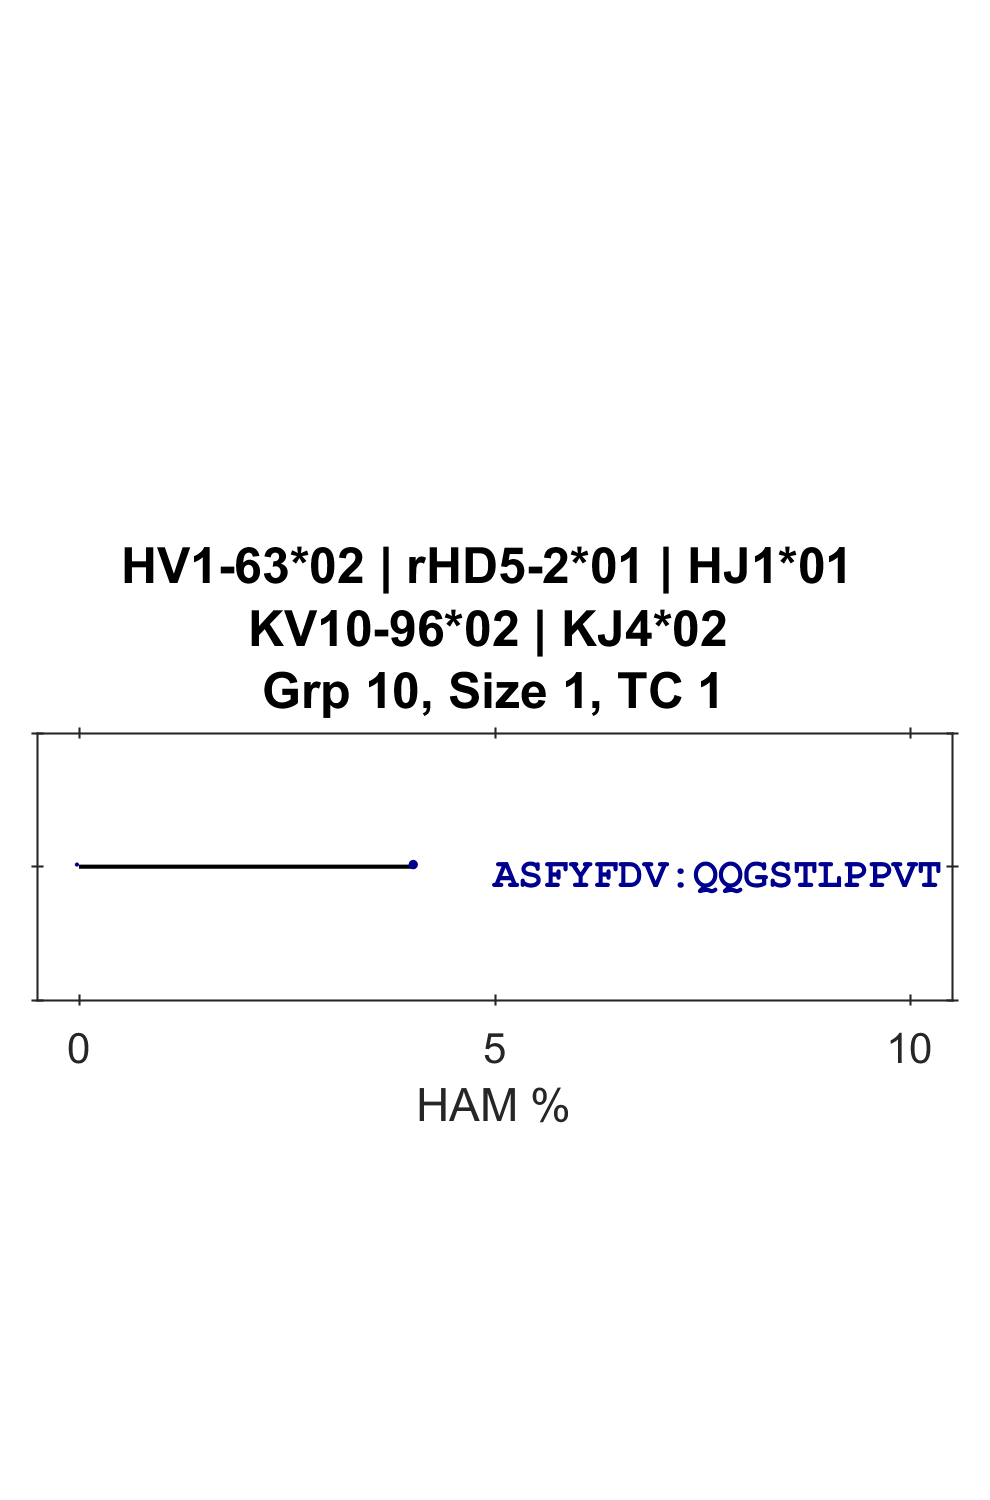 HV1-63*02 | rHD5-2*01 | HJ1*01
KV10-96*02 | KJ4*02
Grp 10, Size 1, TC 1
ASFYFDV:QQGSTLPPVT
0 5 10
HAM %